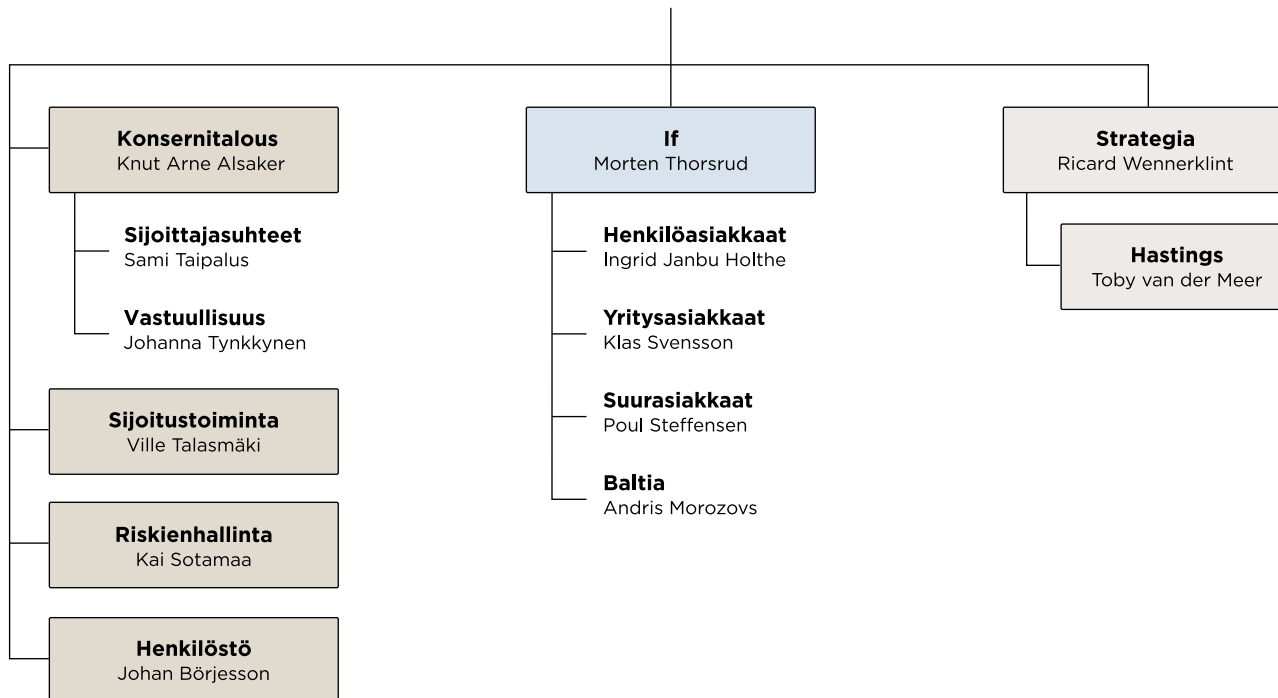 Konsernitalous
Knut Arne Alsaker
Sijoittajasuhteet
Sami Taipalus
Vastuullisuus
Johanna Tynkkynen
Sijoitustoiminta
Ville Talasmäki
Riskienhallinta
Kai Sotamaa
Henkilöstö
Johan Börjesson
If
Morten Thorsrud
Henkilöasiakkaat
Ingrid Janbu Holthe
Yritysasiakkaat
Klas Svensson
Suurasiakkaat
Poul Steffensen
Baltia
Andris Morozovs
Strategia
Ricard Wennerklint
Hastings
Toby van der Meer